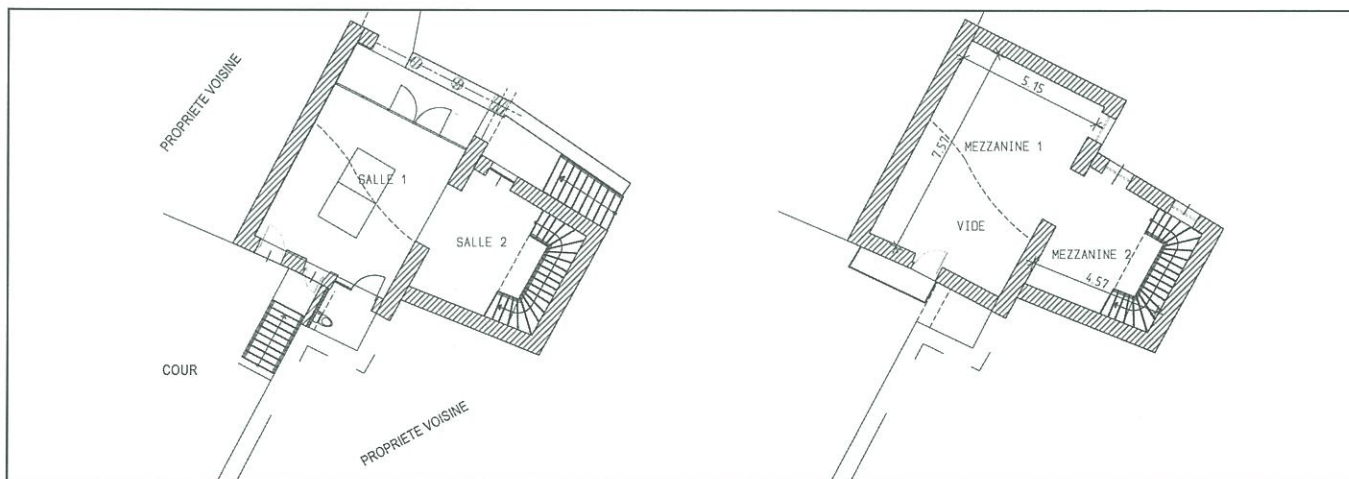 PROPRIETE VOISINE
SALLE 1
SALLE 2
COUR
PROPRIETE VOISINE
5.15
7.57
MEZZANINE 1
VIDE
MEZZANINE 2
4.57